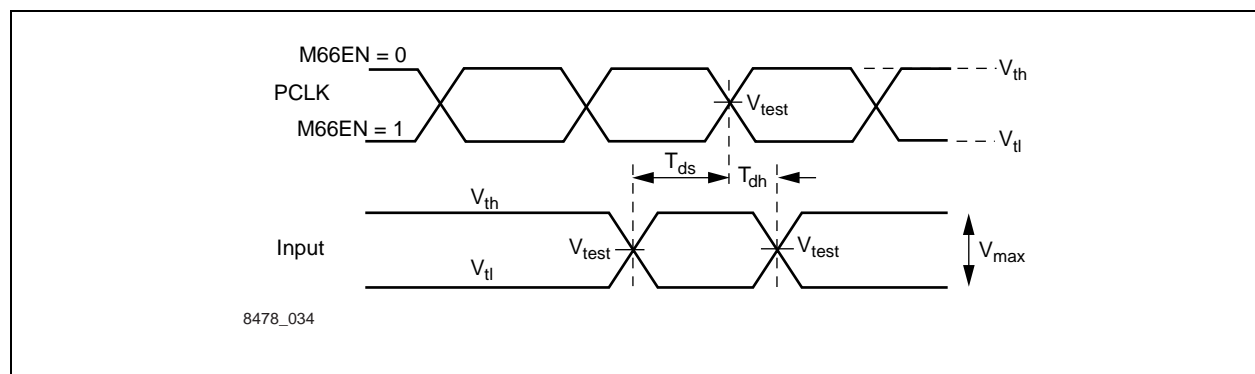 M66EN = 0
PCLK
M66EN = 1
Vth
Vtest
Vtl
Tds
Tdh
Vth
Input
Vtl
Vtest
Vtest
Vmax
8478_034